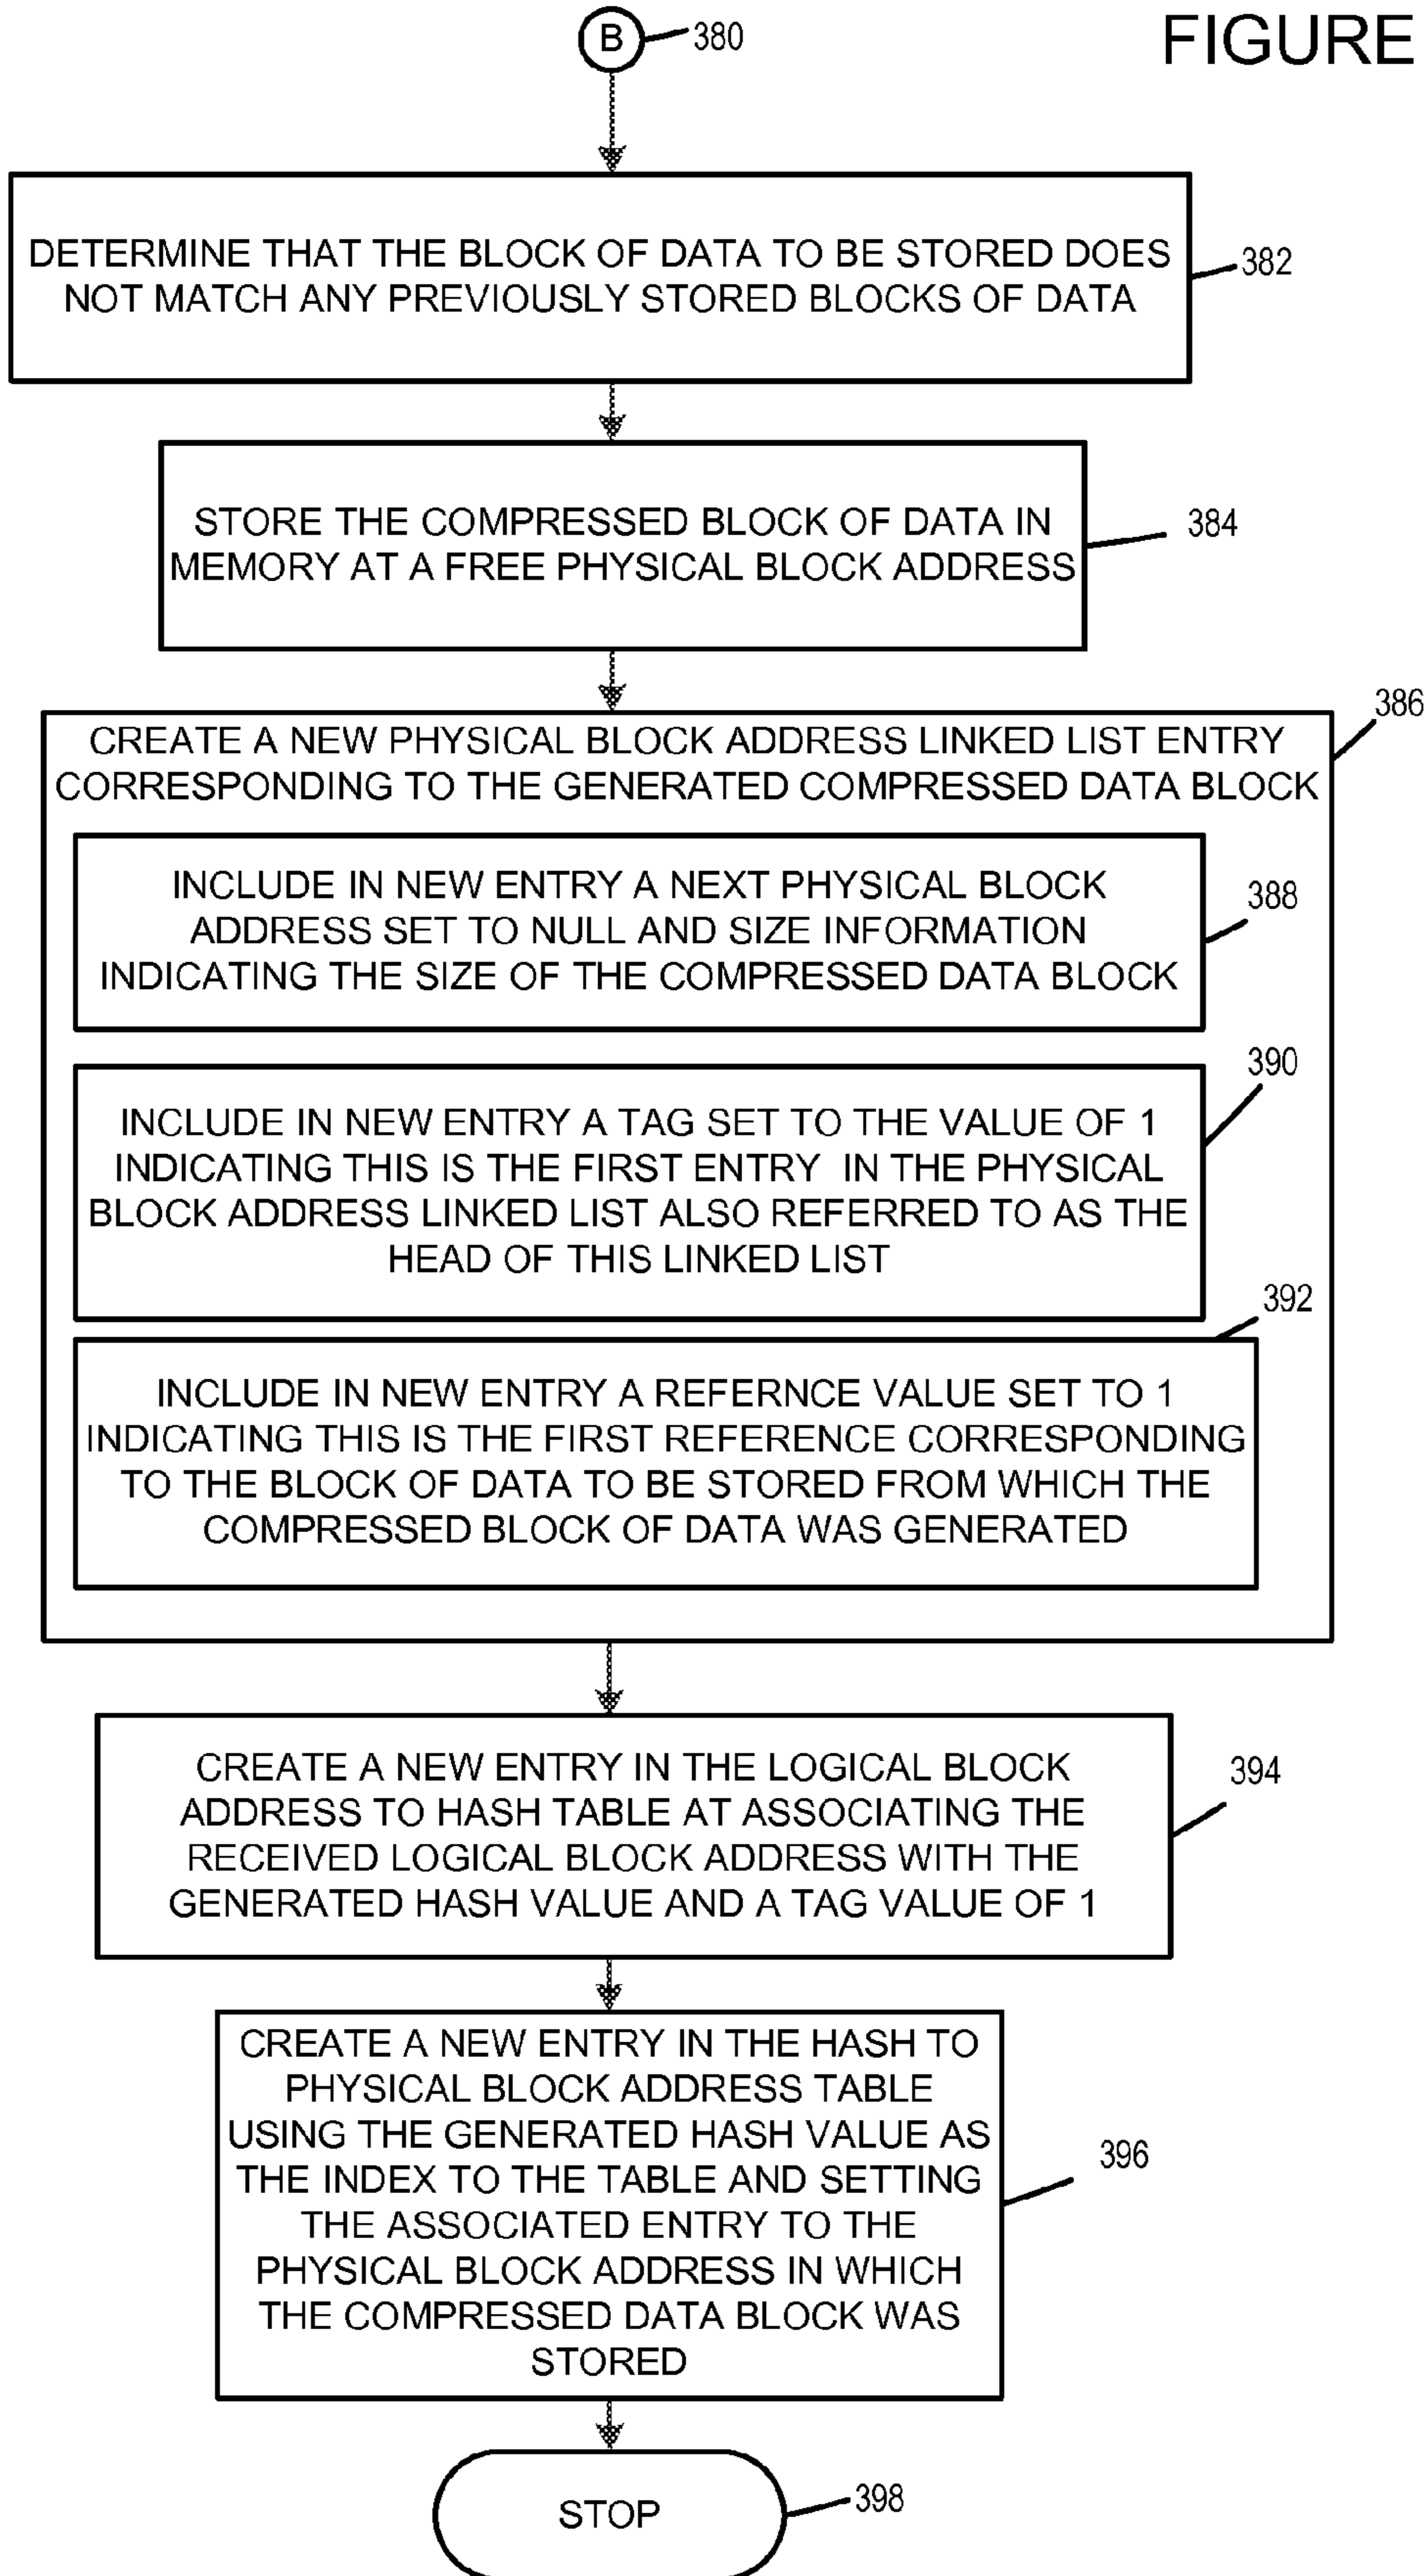 FIGURE
B
380
DETERMINE THAT THE BLOCK OF DATA TO BE STORED DOES
NOT MATCH ANY PREVIOUSLY STORED BLOCKS OF DATA
382
STORE THE COMPRESSED BLOCK OF DATA IN
MEMORY AT A FREE PHYSICAL BLOCK ADDRESS
384
386
CREATE A NEW PHYSICAL BLOCK ADDRESS LINKED LIST ENTRY
CORRESPONDING TO THE GENERATED COMPRESSED DATA BLOCK
INCLUDE IN NEW ENTRY A NEXT PHYSICAL BLOCK
ADDRESS SET TO NULL AND SIZE INFORMATION
INDICATING THE SIZE OF THE COMPRESSED DATA BLOCK
388
390
INCLUDE IN NEW ENTRY A TAG SET TO THE VALUE OF 1
INDICATING THIS IS THE FIRST ENTRY IN THE PHYSICAL
BLOCK ADDRESS LINKED LIST ALSO REFERRED TO AS THE
HEAD OF THIS LINKED LIST
392
INCLUDE IN NEW ENTRY A REFERNCE VALUE SET TO 1
INDICATING THIS IS THE FIRST REFERENCE CORRESPONDING
TO THE BLOCK OF DATA TO BE STORED FROM WHICH THE
COMPRESSED BLOCK OF DATA WAS GENERATED
CREATE A NEW ENTRY IN THE LOGICAL BLOCK
ADDRESS TO HASH TABLE AT ASSOCIATING THE
RECEIVED LOGICAL BLOCK ADDRESS WITH THE
GENERATED HASH VALUE AND A TAG VALUE OF 1
394
CREATE A NEW ENTRY IN THE HASH TO
PHYSICAL BLOCK ADDRESS TABLE
USING THE GENERATED HASH VALUE AS
THE INDEX TO THE TABLE AND SETTING
THE ASSOCIATED ENTRY TO THE
PHYSICAL BLOCK ADDRESS IN WHICH
THE COMPRESSED DATA BLOCK WAS
STORED
396
STOP
398